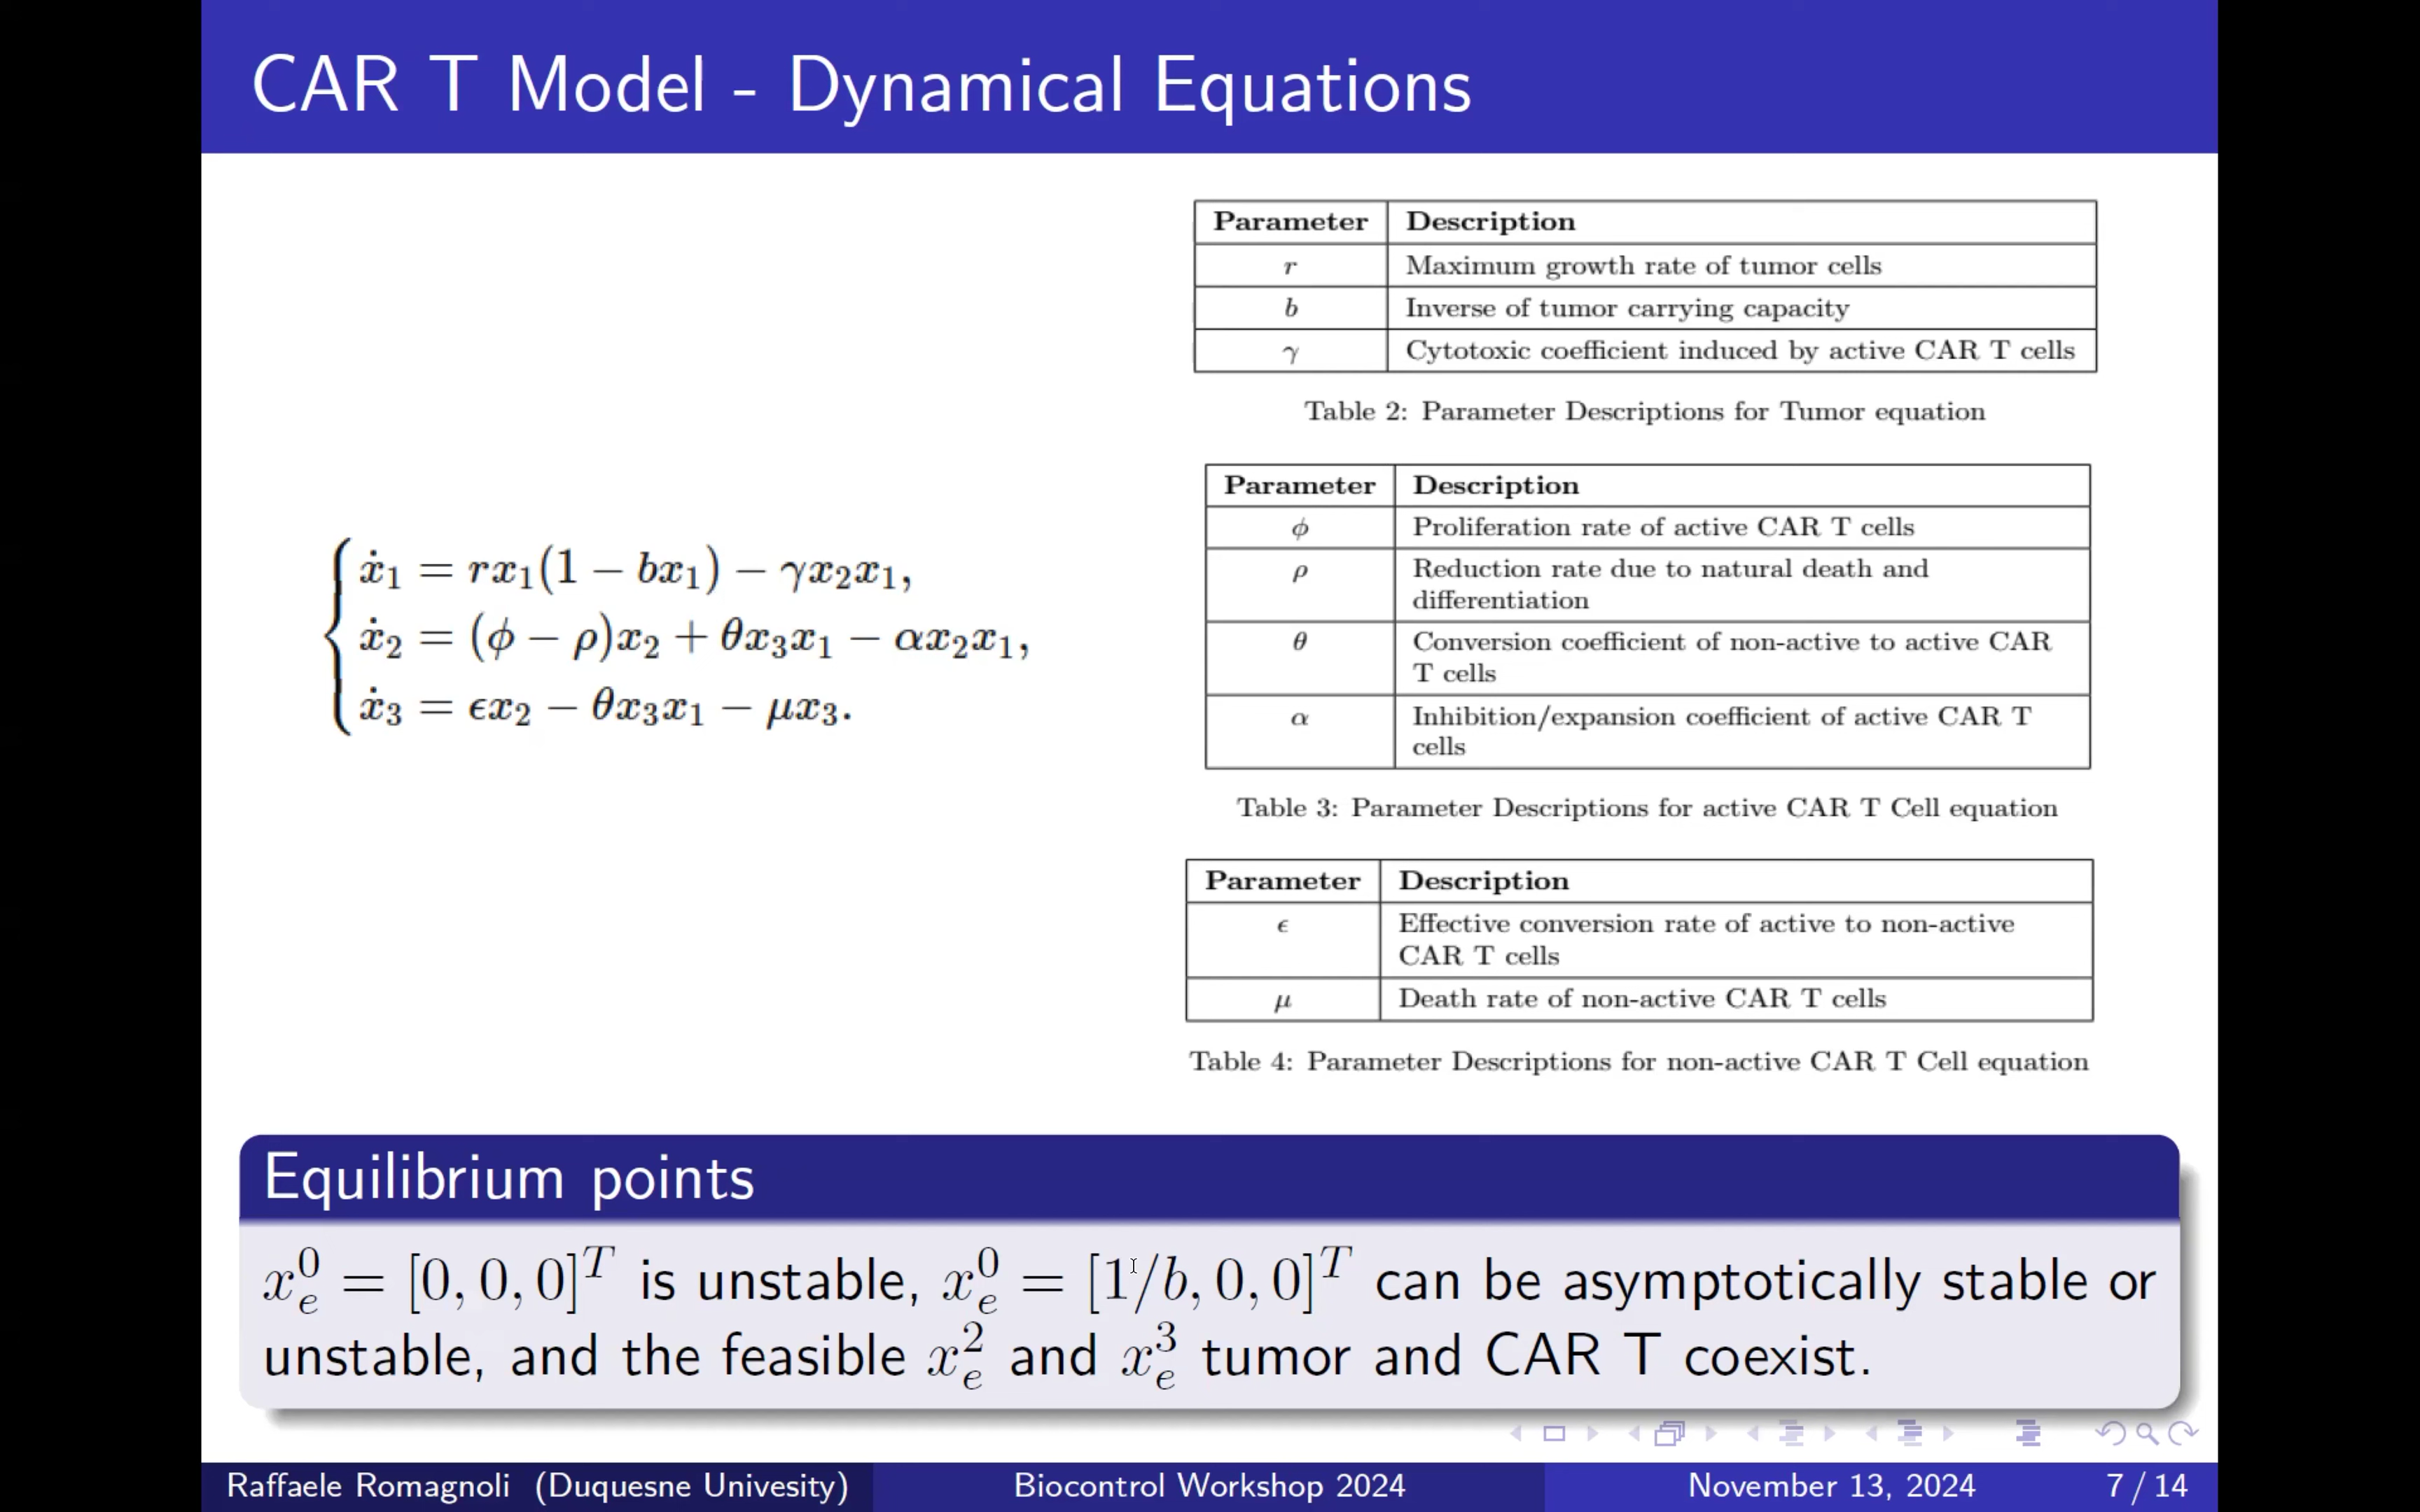 CAR T Model - Dynamical Equations
ẋ₁ = rx₁(1 − bx₁) − γx₂x₁,
ẋ₂ = (ϕ − ρ)x₂ + θx₃x₁ − αx₂x₁,
ẋ₃ = ϵx₂ − θx₃x₁ − μx₃.
Parameter Description
r Maximum growth rate of tumor cells
b Inverse of tumor carrying capacity
γ Cytotoxic coefficient induced by active CAR T cells
Table 2: Parameter Descriptions for Tumor equation
Parameter Description
ϕ Proliferation rate of active CAR T cells
ρ Reduction rate due to natural death and
differentiation
θ Conversion coefficient of non-active to active CAR
T cells
α Inhibition/expansion coefficient of active CAR T
cells
Table 3: Parameter Descriptions for active CAR T Cell equation
Parameter Description
ϵ Effective conversion rate of active to non-active
CAR T cells
μ Death rate of non-active CAR T cells
Table 4: Parameter Descriptions for non-active CAR T Cell equation
Equilibrium points
xₑ⁰ = [0, 0, 0]ᵀ is unstable, xₑ⁰ = [1/b, 0, 0]ᵀ can be asymptotically stable or
unstable, and the feasible xₑ² and xₑ³ tumor and CAR T coexist.
Raffaele Romagnoli (Duquesne Univesity) Biocontrol Workshop 2024 November 13, 2024 7 / 14